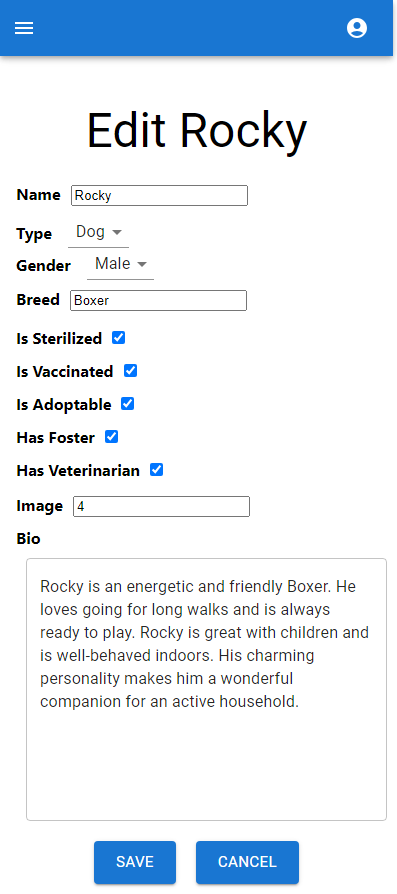 Edit Rocky
Name Rocky
Type Dog
Gender Male
Breed Boxer
Is Sterilized
Is Vaccinated
Is Adoptable
Has Foster
Has Veterinarian
Image 4
Bio
Rocky is an energetic and friendly Boxer. He
loves going for long walks and is always
ready to play. Rocky is great with children and
is well-behaved indoors. His charming
personality makes him a wonderful
companion for an active household.
SAVE CANCEL